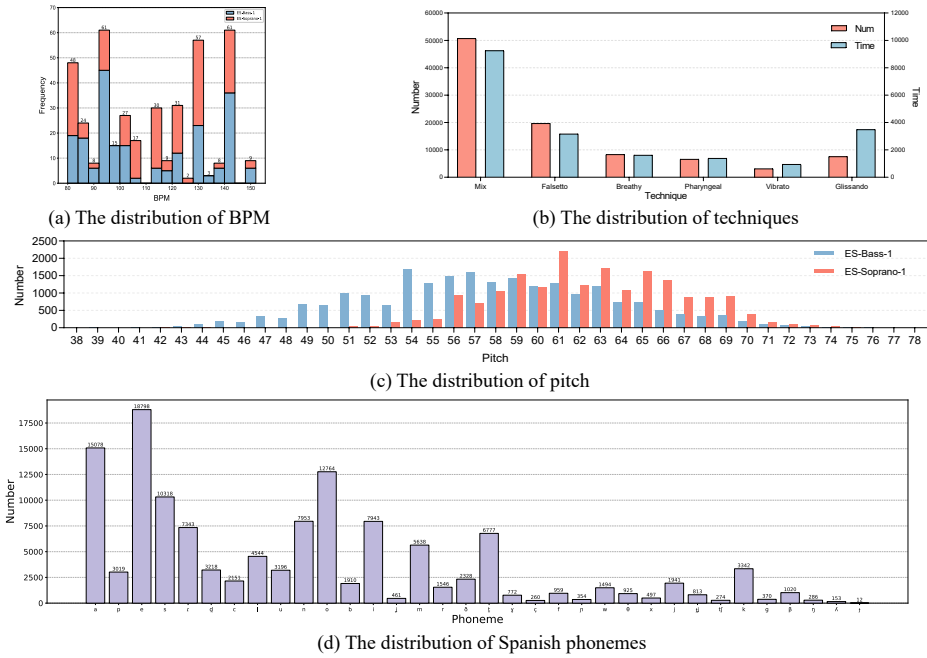 ES-Bass-1
ES-Soprano-1
70
60
50
40
30
20
10
0
48 24 8 61 15 27 17 30 9 31 2 57 3 8 61 9
80 90 100 110 120 130 140 150
Frequency
BPM
(a) The distribution of BPM
60000
50000
40000
30000
20000
10000
0
12000
10000
8000
6000
4000
2000
0
Num
Time
Number
Time
Mix Falsetto Breathy Pharyngeal Vibrato Glissando
Technique
(b) The distribution of techniques
2500
2000
1500
1000
500
0
Number
ES-Bass-1
ES-Soprano-1
38 39 40 41 42 43 44 45 46 47 48 49 50 51 52 53 54 55 56 57 58 59 60 61 62 63 64 65 66 67 68 69 70 71 72 73 74 75 76 77 78
Pitch
(c) The distribution of pitch
17500
15000
12500
10000
7500
5000
2500
0
Number
15078 3019 18798 10318 7343 3218 2151 4544 3196 7953 12764 1910 7943 461 5638 1546 2328 6777 772 260 959 354 1494 925 497 1941 813 274 3342 370 1020 286 153 12
a p e s ɾ d̪ c l u n o b i ɟ m r ð t̪ ɣ ç f ɲ w θ x j ʝ tʃ k ɡ β ŋ ʎ
Phoneme
(d) The distribution of Spanish phonemes